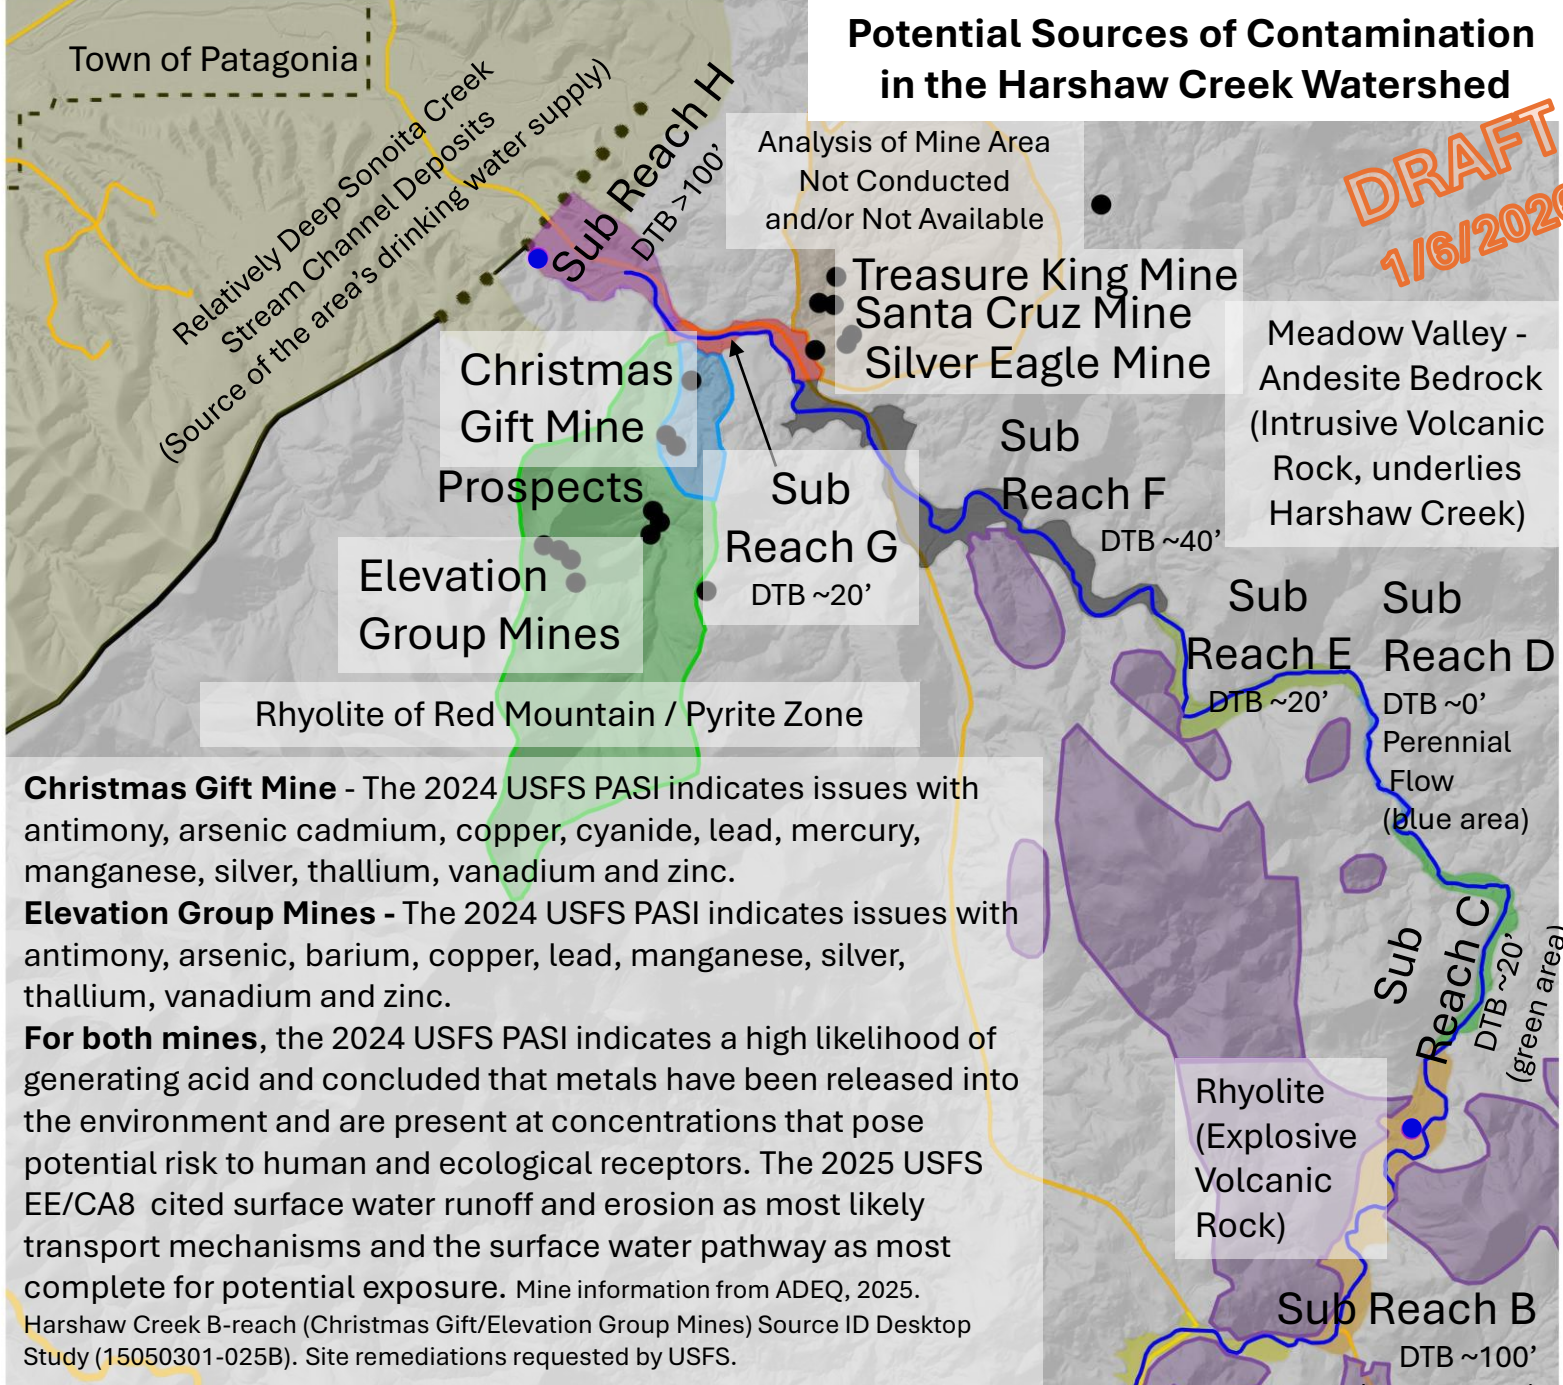 Potential Sources of Contamination
in the Harshaw Creek Watershed
DRAFT
Town of Patagonia
Relatively Deep Sonoita Creek
Stream Channel Deposits
(Source of the area's drinking water supply)
Sub Reach H
DTB >100'
Analysis of Mine Area
Not Conducted
and/or Not Available
Treasure King Mine
Santa Cruz Mine
Silver Eagle Mine
Meadow Valley -
Andesite Bedrock
(Intrusive Volcanic
Rock, underlies
Harshaw Creek)
Christmas
Gift Mine
Prospects
Elevation
Group Mines
Sub
Reach G
DTB ~20'
Sub
Reach F
DTB ~40'
Sub
Reach E
DTB ~20'
Sub
Reach D
DTB ~0'
Perennial
Flow
(blue area)
Rhyolite of Red Mountain / Pyrite Zone
Sub
Reach C
DTB ~20'
(green area)
Rhyolite
(Explosive
Volcanic
Rock)
Sub Reach B
DTB ~100'
Christmas Gift Mine - The 2024 USFS PASI indicates issues with
antimony, arsenic cadmium, copper, cyanide, lead, mercury,
manganese, silver, thallium, vanadium and zinc.
Elevation Group Mines - The 2024 USFS PASI indicates issues with
antimony, arsenic, barium, copper, lead, manganese, silver,
thallium, vanadium and zinc.
For both mines, the 2024 USFS PASI indicates a high likelihood of
generating acid and concluded that metals have been released into
the environment and are present at concentrations that pose
potential risk to human and ecological receptors. The 2025 USFS
EE/CA8 cited surface water runoff and erosion as most likely
transport mechanisms and the surface water pathway as most
complete for potential exposure. Mine information from ADEQ, 2025.
Harshaw Creek B-reach (Christmas Gift/Elevation Group Mines) Source ID Desktop
Study (15050301-025B). Site remediations requested by USFS.